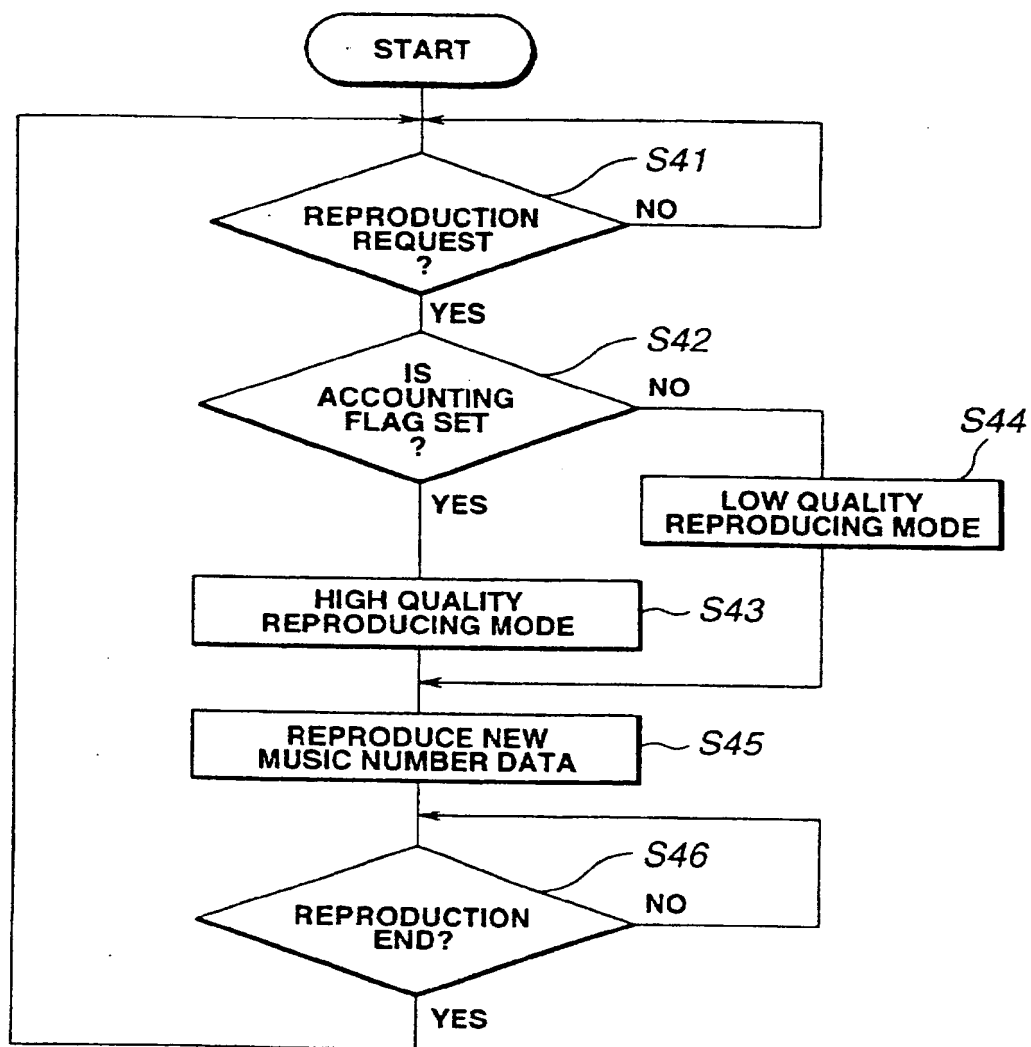 START
S41
REPRODUCTION
REQUEST
?
NO
YES
S42
IS
ACCOUNTING
FLAG SET
?
NO
YES
S44
LOW QUALITY
REPRODUCING MODE
HIGH QUALITY
REPRODUCING MODE
S43
REPRODUCE NEW
MUSIC NUMBER DATA
S45
S46
REPRODUCTION
END?
NO
YES